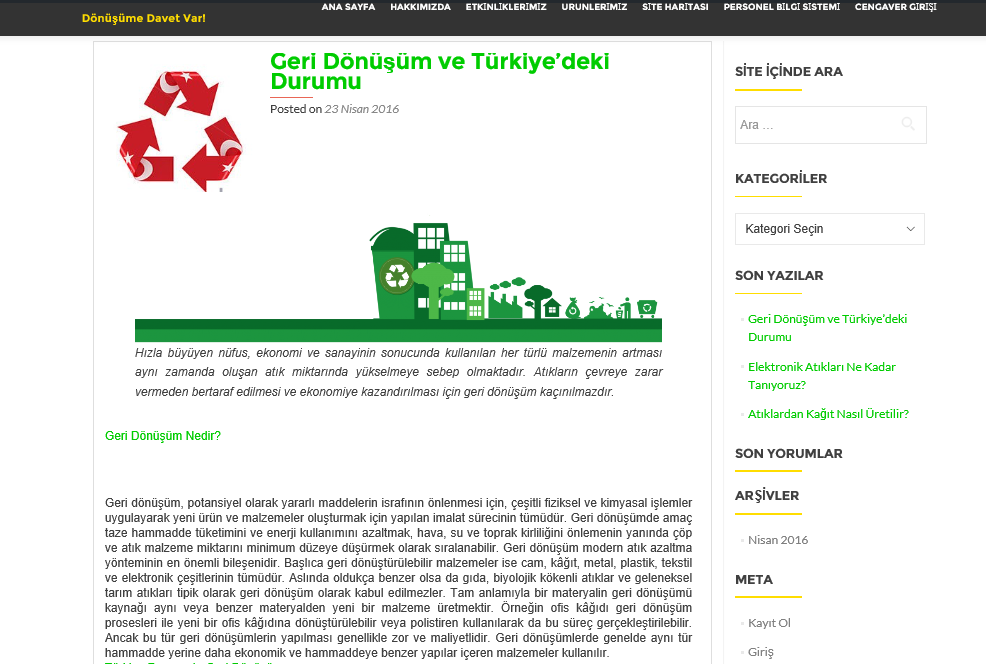 Dönüşüme Davet Var!
ANA SAYFA HAKKIMIZDA ETKİNLİKLERİMİZ ÜRÜNLERİMİZ SİTE HARİTASI PERSONEL BİLGİ SİSTEMİ CENGAVER GİRİŞİ
Geri Dönüşüm ve Türkiye'deki
Durumu
Posted on 23 Nisan 2016
Hızla büyüyen nüfus, ekonomi ve sanayinin sonucunda kullanılan her türlü malzemenin artması
aynı zamanda oluşan atık miktarında yükselmeye sebep olmaktadır. Atıkların çevreye zarar
vermeden bertaraf edilmesi ve ekonomiye kazandırılması için geri dönüşüm kaçınılmazdır.
Geri Dönüşüm Nedir?
Geri dönüşüm, potansiyel olarak yararlı maddelerin israfının önlenmesi için, çeşitli fiziksel ve kimyasal işlemler
uygulayarak yeni ürün ve malzemeler oluşturmak için yapılan imalat sürecinin tümüdür. Geri dönüşümde amaç
taze hammadde tüketimini ve enerji kullanımını azaltmak, hava, su ve toprak kirliliğini önlemenin yanında çöp
ve atık malzeme miktarını minimum düzeye düşürmek olarak sıralanabilir. Geri dönüşüm modern atık azaltma
yönteminin en önemli bileşenidir. Başlıca geri dönüştürülebilir malzemeler ise cam, kâğıt, metal, plastik, tekstil
ve elektronik çeşitlerinin tümüdür. Aslında oldukça benzer olsa da gıda, biyolojik kökenli atıklar ve geleneksel
tarım atıkları tipik olarak geri dönüşüm olarak kabul edilmezler. Tam anlamıyla bir materyalin geri dönüşümü
kaynağı aynı veya benzer materyalden yeni bir malzeme üretmektir. Örneğin ofis kâğıdı geri dönüşüm
prosesleri ile yeni bir ofis kâğıdına dönüştürülebilir veya polistiren kullanılarak da bu süreç gerçekleştirilebilir.
Ancak bu tür geri dönüşümlerin yapılması genellikle zor ve maliyetlidir. Geri dönüşümlerde genelde aynı tür
hammadde yerine daha ekonomik ve hammaddeye benzer yapılar içeren malzemeler kullanılır.
SİTE İÇİNDE ARA
Ara …
KATEGORİLER
Kategori Seçin
SON YAZILAR
Geri Dönüşüm ve Türkiye'deki
Durumu
Elektronik Atıkları Ne Kadar
Tanıyoruz?
Atıklardan Kağıt Nasıl Üretilir?
SON YORUMLAR
ARŞİVLER
Nisan 2016
META
Kayıt Ol
Giriş